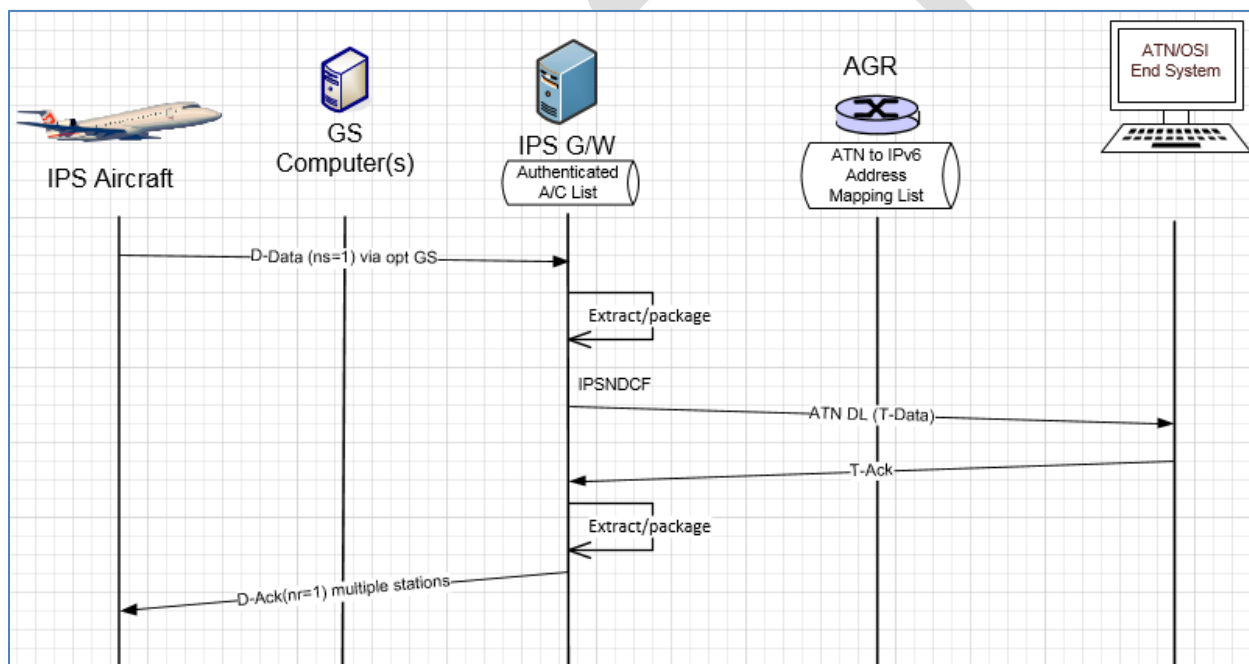 IPS Aircraft
GS
Computer(s)
IPS G/W
Authenticated
A/C List
AGR
ATN to IPv6
Address
Mapping List
ATN/OSI
End System
D-Data (ns=1) via opt GS
Extract/package
IPSNDCF
ATN DL (T-Data)
T-Ack
Extract/package
D-Ack(nr=1) multiple stations